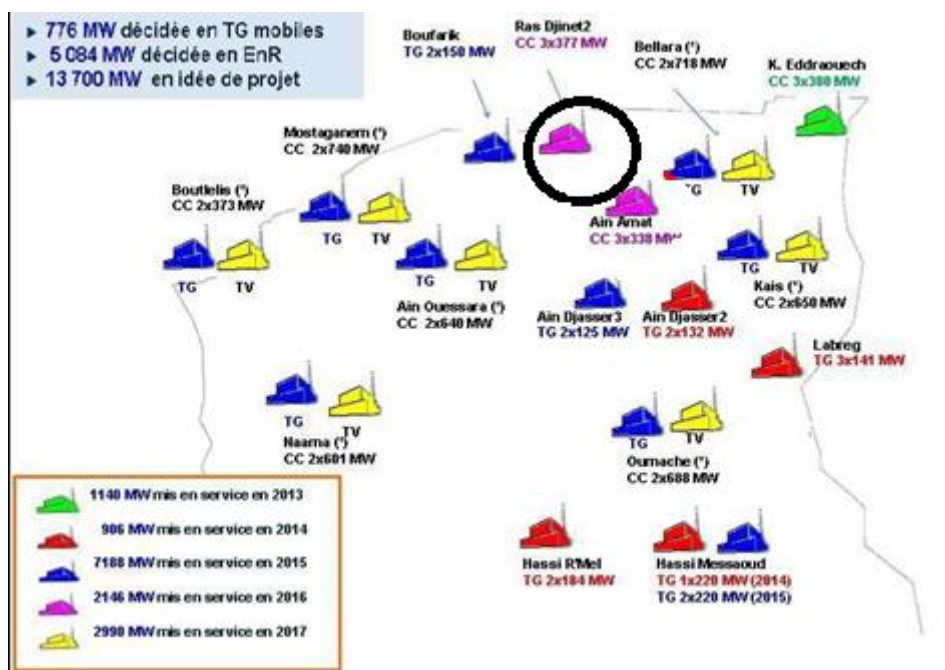 ► 776 MW décidée en TG mobiles
► 5 084 MW décidée en EnR
► 13 700 MW en idée de projet
Boufarik
TG 2x150 MW
Ras Djinet2
CC 3x377 MW
Bellara (*)
CC 2x718 MW
K. Eddraouech
CC 3x380 MW
Mostaganem (*)
CC 2x740 MW
TG
TV
Boutlelis (*)
CC 2x373 MW
TG
TV
TG
TV
Ain Arnat
CC 3x338 MW
TG
TV
Ain Ouessara (*)
CC 2x640 MW
TG
TV
Kais (*)
CC 2x650 MW
Ain Djasser3
TG 2x125 MW
Ain Djasser2
TG 2x132 MW
Labreg
TG 3x141 MW
TG
TV
Naama (*)
CC 2x601 MW
TG
TV
Oumache (*)
CC 2x688 MW
Hassi R'Mel
TG 2x184 MW
Hassi Messaoud
TG 1x220 MW (2014)
TG 2x220 MW (2015)
1140 MW mis en service en 2013
986 MW mis en service en 2014
7188 MW mis en service en 2015
2146 MW mis en service en 2016
2990 MW mis en service en 2017